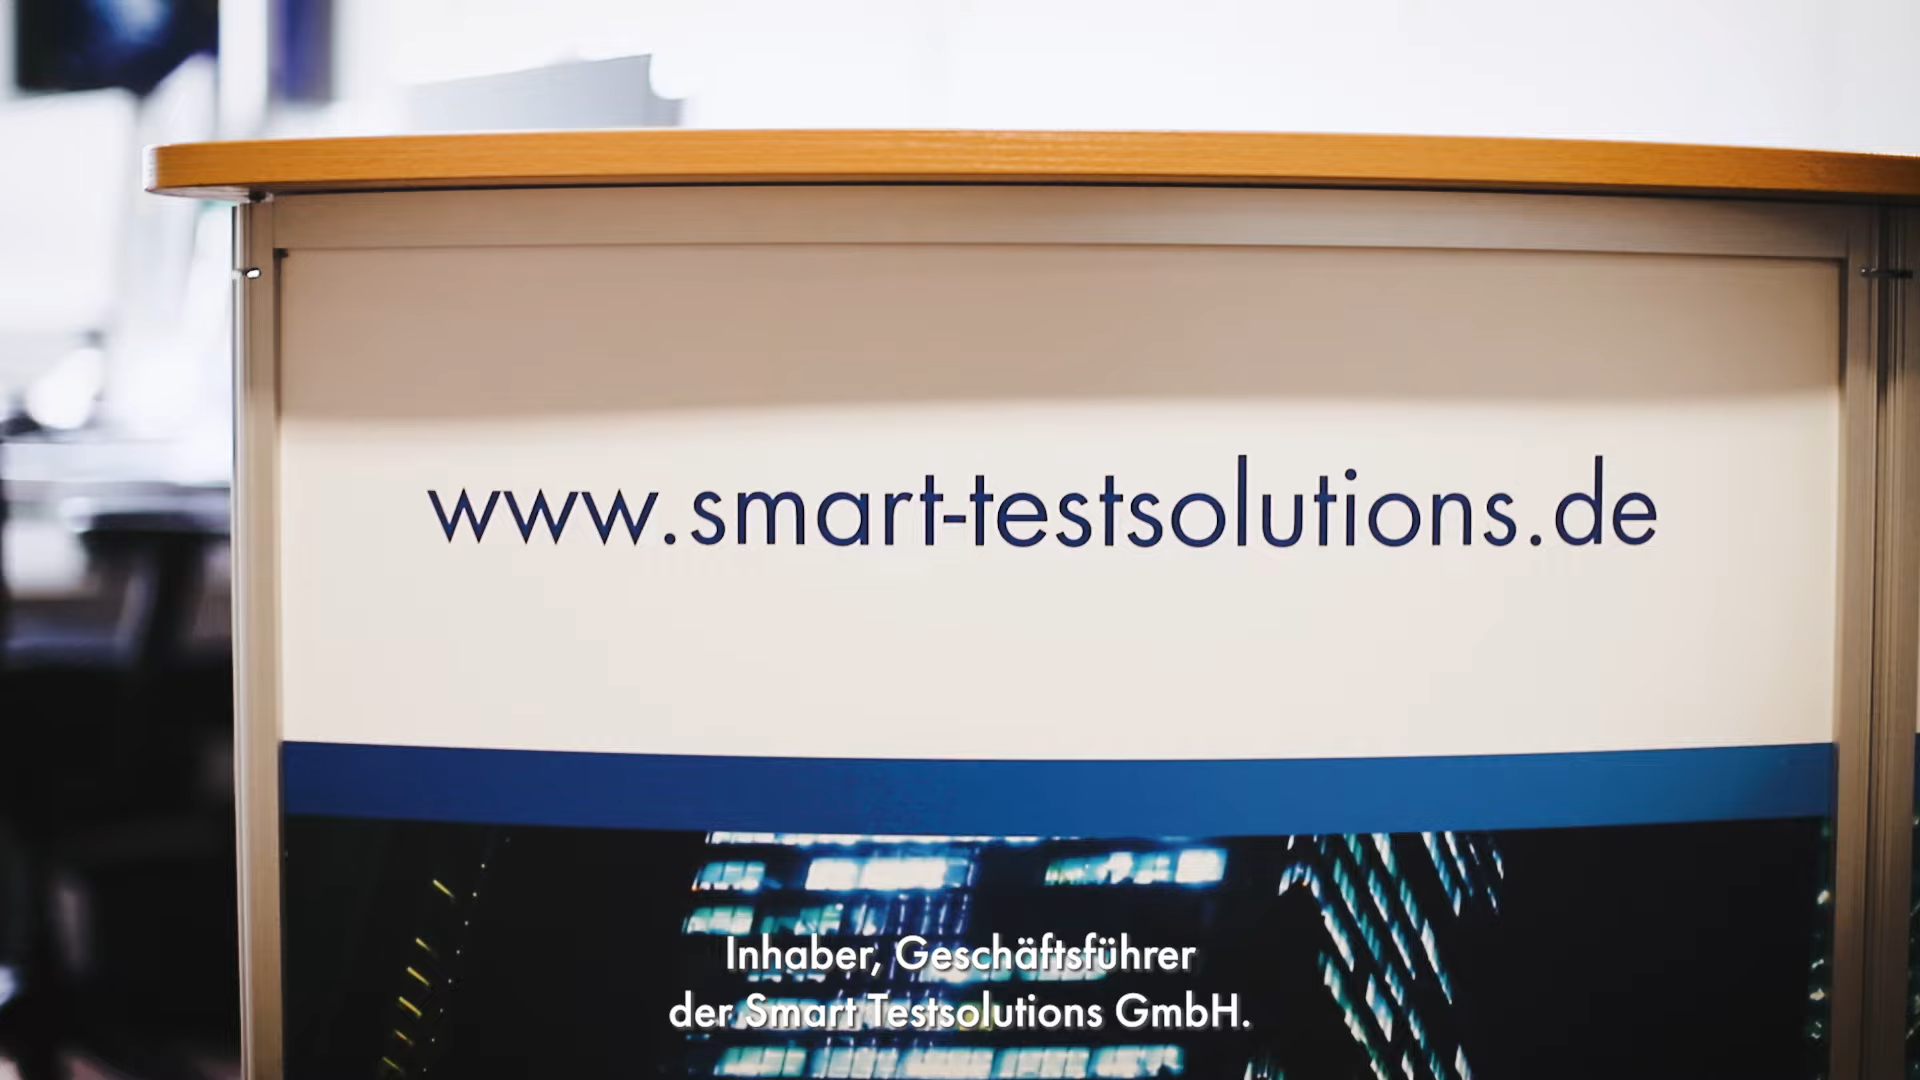 www.smart-testsolutions.de
Inhaber, Geschäftsführer
der Smart Testsolutions GmbH.